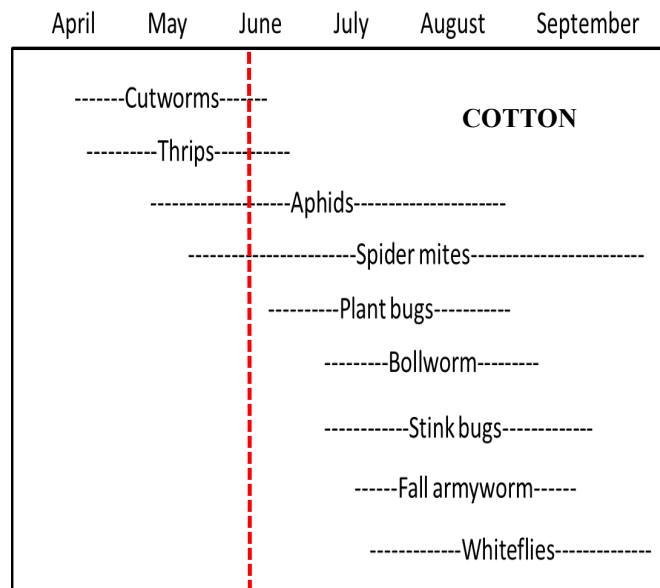 April May June July August September
-------Cutworms-------
COTTON
----------Thrips-----------
--------------------Aphids----------------------
------------------------Spider mites-------------------------
----------Plant bugs-----------
---------Bollworm---------
------------Stink bugs-------------
------Fall armyworm------
-------------Whiteflies--------------